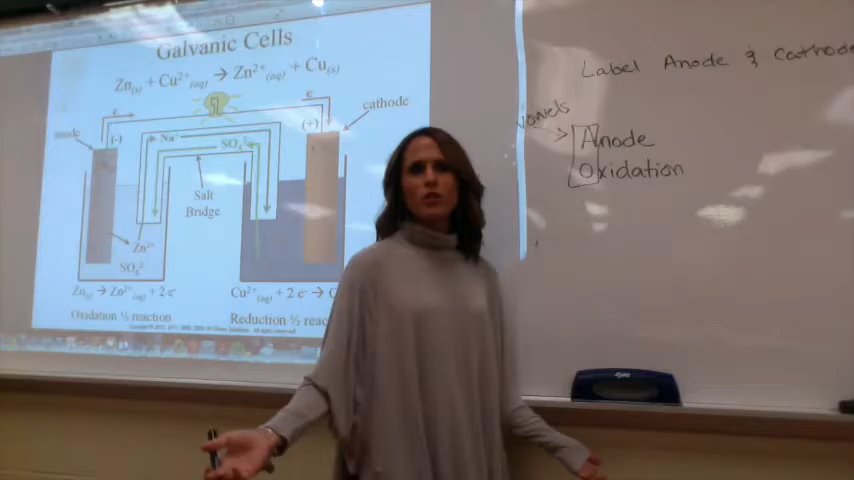 Galvanic Cells
Zn(s) + Cu²⁺(aq) → Zn²⁺(aq) + Cu(s)
e⁻
e⁻
cathode
anode
(-)
(+)
Na⁺
SO₄²⁻
Salt
Bridge
Zn²⁺
SO₄²⁻
Zn(s) → Zn²⁺(aq) + 2 e⁻
Cu²⁺(aq) + 2 e⁻ →
Oxidation ½ reaction
Reduction ½ reac
Label Anode & Cathode
vowels
> Anode
Oxidation